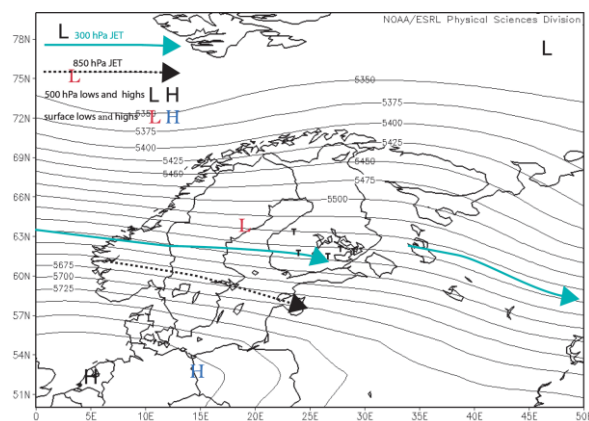 NOAA/ESRL Physical Sciences Division
78N
L 300 hPa JET
L
850 hPa JET
75N
L
5350
500 hPa lows and highs L H
5375
72N
5350
surface lows and highs L H
5400
5375
5425
5400
69N
5425
5450
5450
5475
66N
5500
L
63N
T
T
T
5675
60N
5700
5725
57N
54N
H
H
51N
0
5E
10E
15E
20E
25E
30E
35E
40E
45E
50E